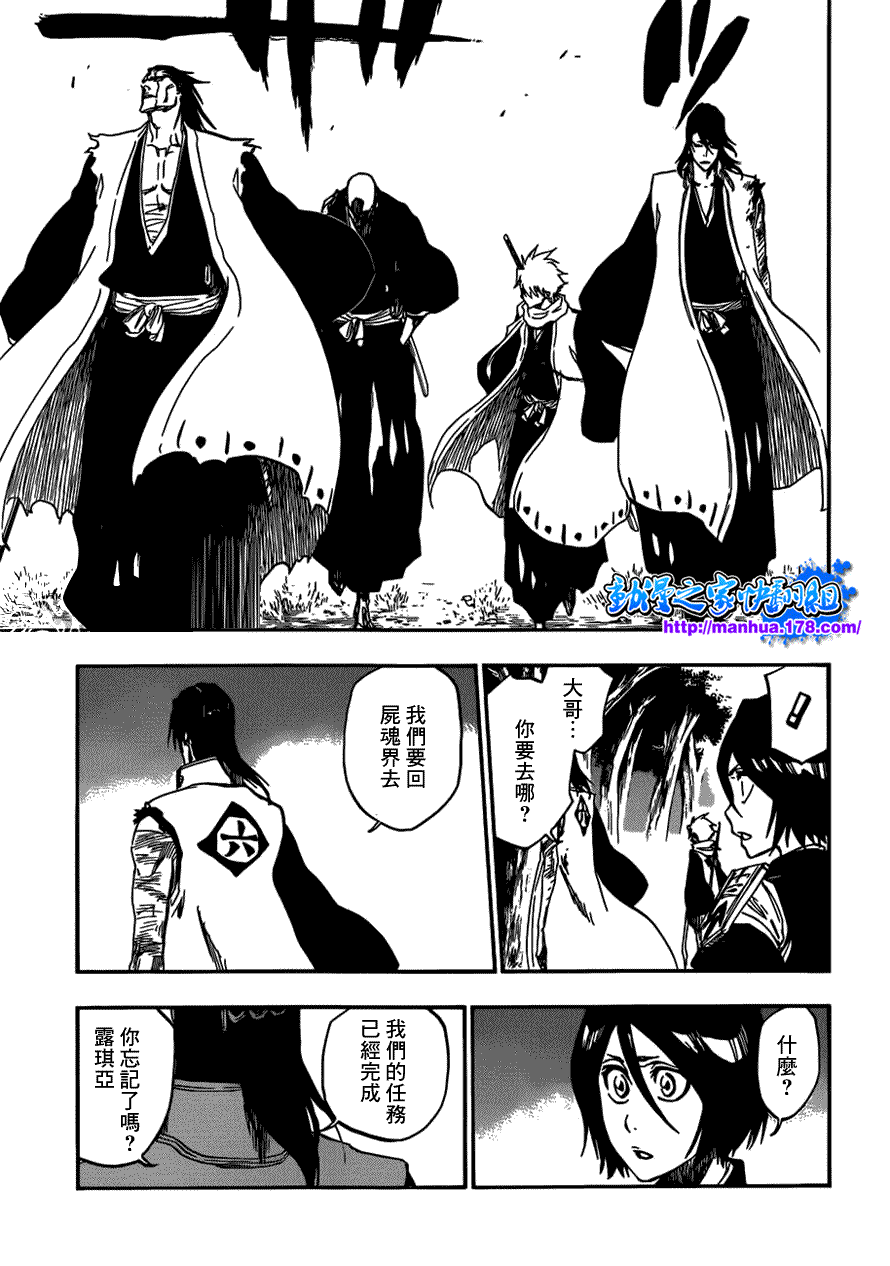 動漫之家快翻組
http://manhua.178.com/
!
大哥…
你要去哪?
我們要回
屍魂界去
六
什麼?
我們的任務
已經完成
你忘記了嗎?
露琪亞